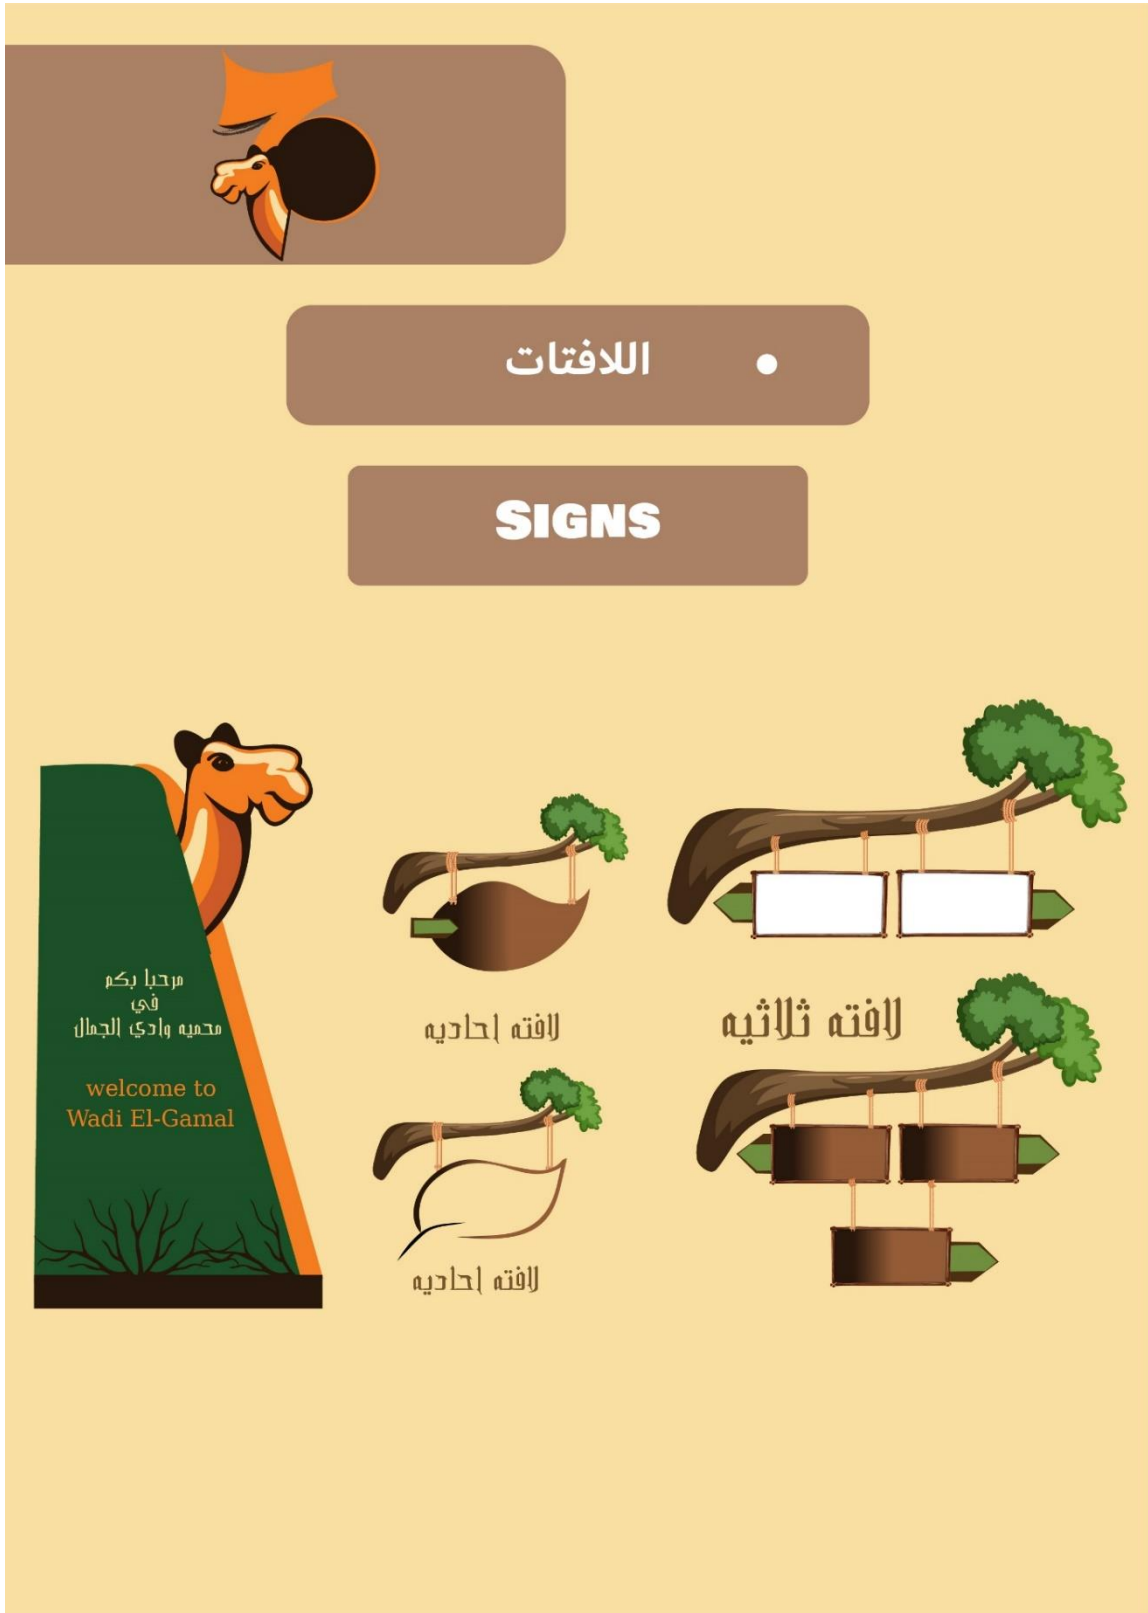 اللافتات
SIGNS
مرحبا بكم
في
محميه وادي الجمال
welcome to
Wadi El-Gamal
لافته إحاديه
لافته ثلاثيه
لافته إحاديه